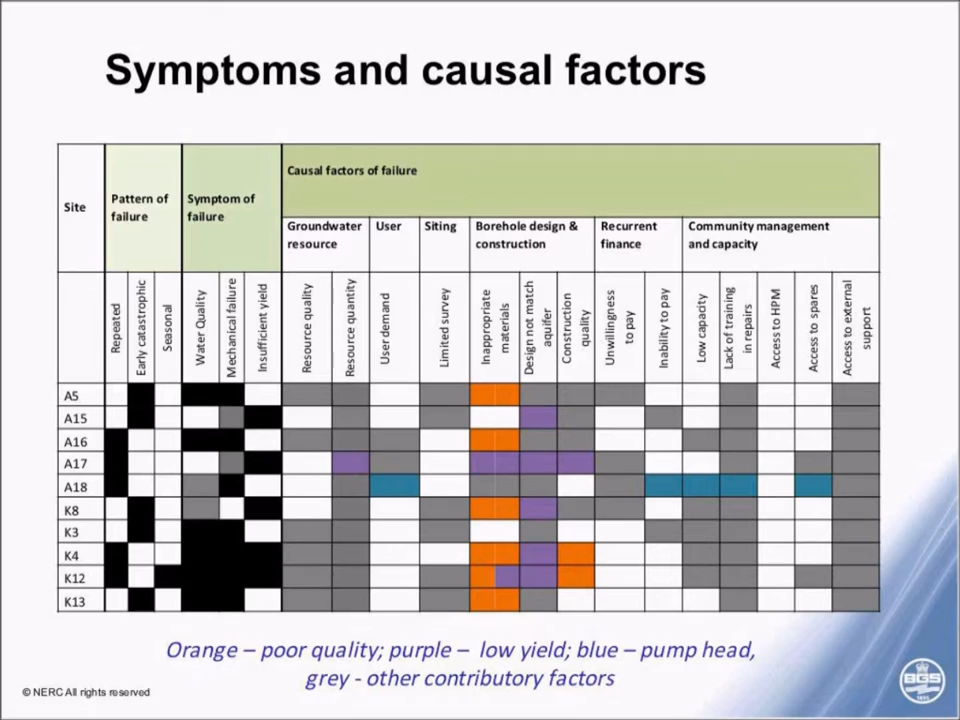 Symptoms and causal factors
Site
Pattern of
failure
Symptom of
failure
Causal factors of failure
Groundwater
resource
User
Siting
Borehole design &
construction
Recurrent
finance
Community management
and capacity
Repeated
Early catastrophic
Seasonal
Water Quality
Mechanical failure
Insufficient yield
Resource quality
Resource quantity
User demand
Limited survey
Inappropriate
materials
Design not match
aquifer
Construction
quality
Unwilingness
to pay
Inability to pay
Low capacity
Lack of training
in repairs
Access to HPM
Access to spares
Access to external
support
A5
A15
A16
A17
A18
K8
K3
K4
K12
K13
Orange – poor quality; purple – low yield; blue – pump head,
grey - other contributory factors
© NERC All rights reserved
BGS